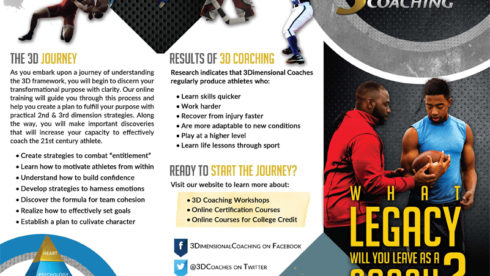 THE 3D JOURNEY
As you embark upon a journey of understanding
the 3D framework, you will begin to discern your
transformational purpose with clarity. Our online
training will guide you through this process and
help you create a plan to fulfill your purpose with
practical 2nd & 3rd dimension strategies. Along
the way, you will make important discoveries
that will increase your capacity to effectively
coach the 21st century athlete.
• Create strategies to combat “entitlement”
• Learn how to motivate athletes from within
• Understand how to build confidence
• Develop strategies to harness emotions
• Discover the formula for team cohesion
• Realize how to effectively set goals
• Establish a plan to cultivate character
HEART
PSYCHOLOGY
RESULTS OF 3D COACHING
Research indicates that 3Dimensional Coaches
regularly produce athletes who:
• Learn skills quicker
• Work harder
• Recover from injury faster
• Are more adaptable to new conditions
• Play at a higher level
• Learn life lessons through sport
READY TO START THE JOURNEY?
Visit our website to learn more about:
• 3D Coaching Workshops
• Online Certification Courses
• Online Courses for College Credit
3DIMENSIONALCOACHING ON FACEBOOK
@3DCOACHES ON TWITTER
3
COACHING
WHAT
LEGACY
WILL YOU LEAVE AS A
COACH?